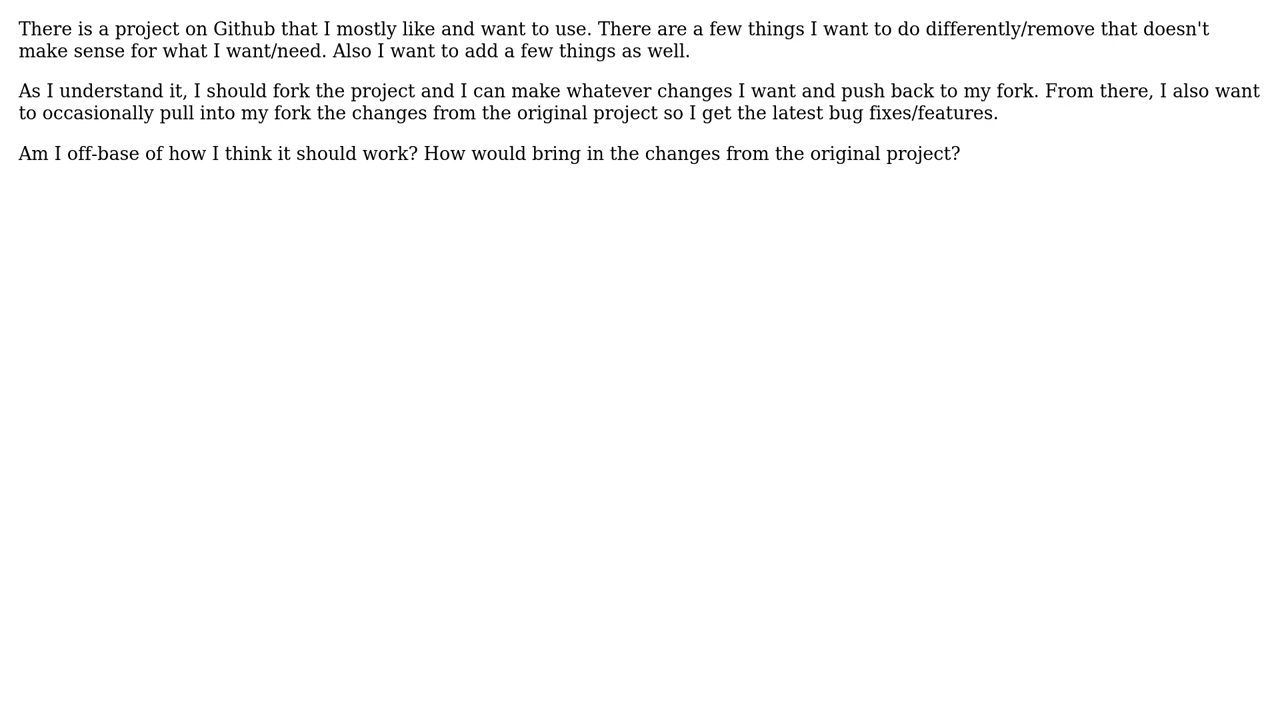 There is a project on Github that I mostly like and want to use. There are a few things I want to do differently/remove that doesn't
make sense for what I want/need. Also I want to add a few things as well.
As I understand it, I should fork the project and I can make whatever changes I want and push back to my fork. From there, I also want
to occasionally pull into my fork the changes from the original project so I get the latest bug fixes/features.
Am I off-base of how I think it should work? How would bring in the changes from the original project?